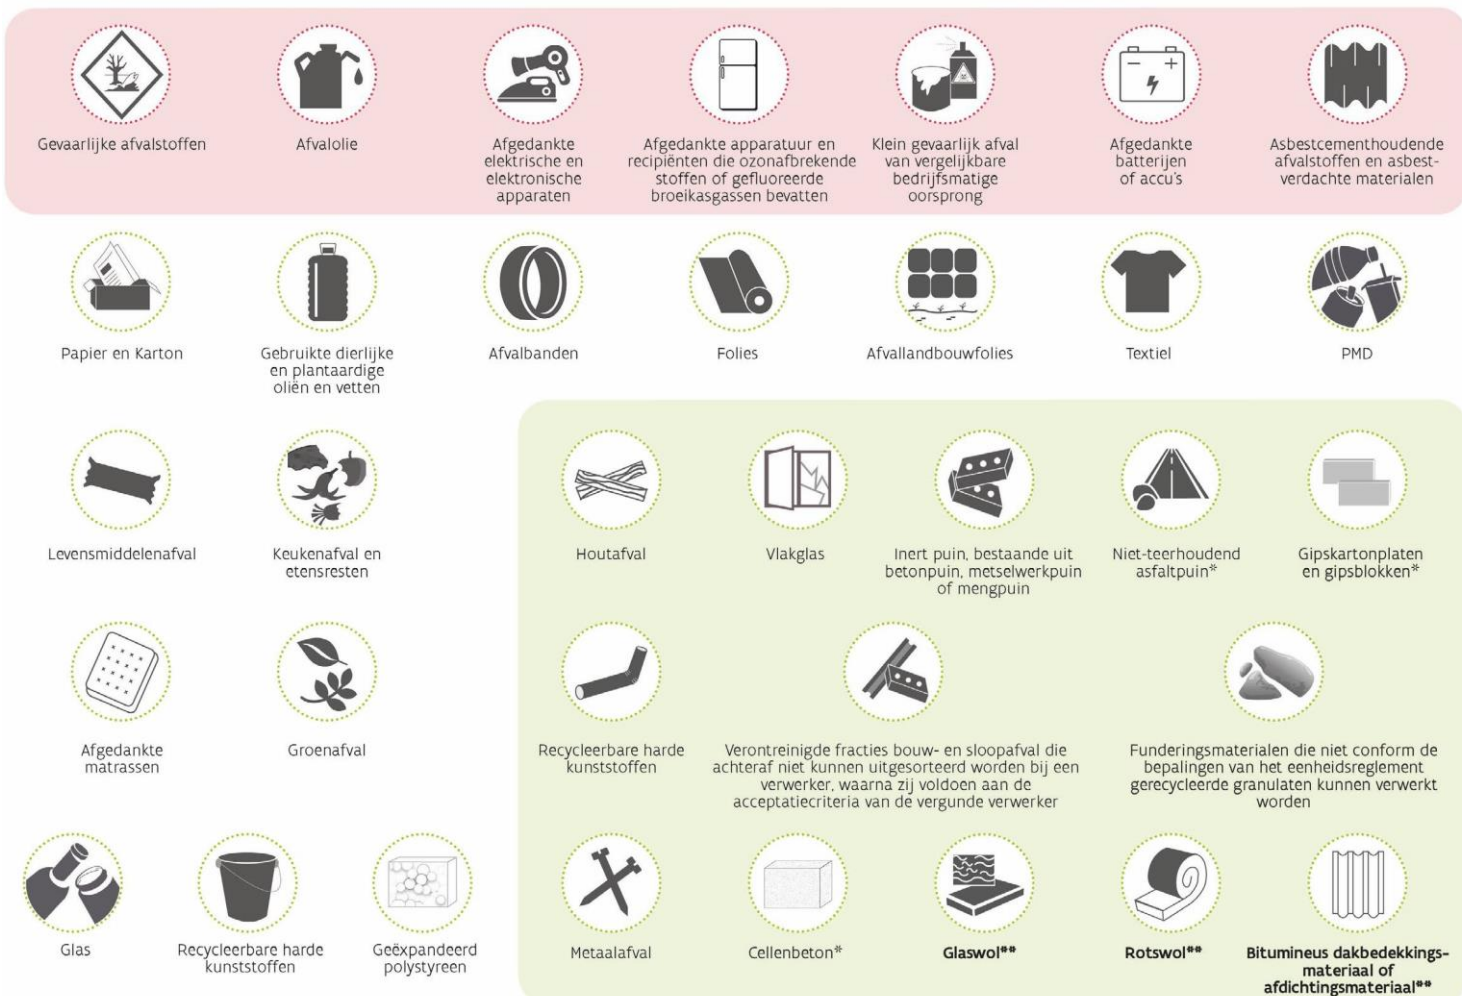 Gevaarlijke afvalstoffen
Afvalolie
Afgedankte
elektrische en
elektronische
apparaten
Afgedankte apparatuur en
recipiënten die ozonafbrekende
stoffen of gefluoreerde
broeikasgassen bevatten
Klein gevaarlijk afval
van vergelijkbare
bedrijfsmatige
oorsprong
Afgedankte
batterijen
of accu's
Asbestcementhoudende
afvalstoffen en asbest-
verdachte materialen
Papier en Karton
Gebruikte dierlijke
en plantaardige
oliën en vetten
Afvalbanden
Folies
Afvallandbouwfolies
Textiel
PMD
Levensmiddelenafval
Keukenafval en
etensresten
Houtafval
Vlakglas
Inert puin, bestaande uit
betonpuin, metselwerkpuin
of mengpuin
Niet-teerhoudend
asfaltpuin*
Gipskartonplaten
en gipsblokken*
Afgedankte
matrassen
Groenafval
Recycleerbare harde
kunststoffen
Verontreinigde fracties bouw- en sloopafval die
achteraf niet kunnen uitgesorteerd worden bij een
verwerker, waarna zij voldoen aan de
acceptatiecriteria van de vergunde verwerker
Funderingsmaterialen die niet conform de
bepalingen van het eenheidsreglement
gerecycleerde granulaten kunnen verwerkt
worden
Glas
Recycleerbare harde
kunststoffen
Geëxpandeerd
polystyreen
Metaalafval
Cellenbeton*
Glaswol**
Rotswol**
Bitumineus dakbedekkings-
materiaal of
afdichtingsmateriaal**